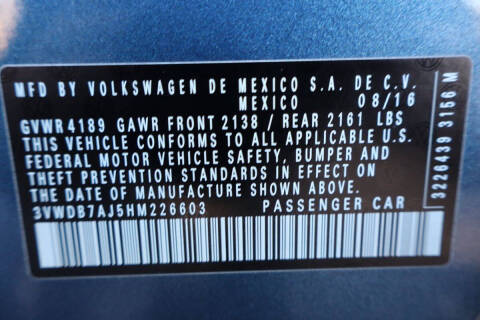 MFD BY VOLKSWAGEN DE MEXICO S.A. DE C.V.
MEXICO 08/16
GVWR 4189 GAWR FRONT 2138 / REAR 2161 LBS
THIS VEHICLE CONFORMS TO ALL APPLICABLE U.S.
FEDERAL MOTOR VEHICLE SAFETY, BUMPER AND
THEFT PREVENTION STANDARDS IN EFFECT ON
THE DATE OF MANUFACTURE SHOWN ABOVE.
3VWDB7AJ5HM226603 PASSENGER CAR
3226439 3156 M